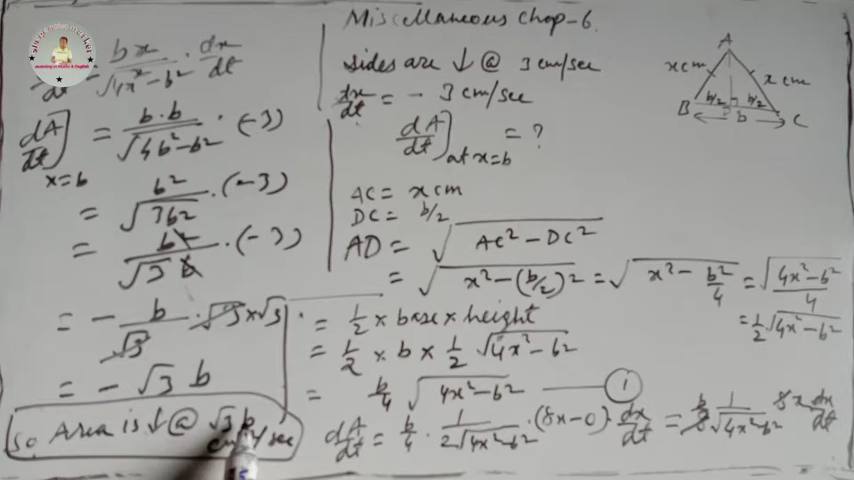 Miscellaneous Chap-6.
sides are ↓ @ 3 cm/sec
dx/dt = - 3 cm/sec
dA/dt]at x=b = ?
A
x cm
x cm
B b/2 D b/2 C
b
AC = x cm
DC = b/2
AD = √(AC² - DC²)
= √(x² - (b/2)²) = √(x² - b²/4) = √((4x² - b²)/4)
= 1/2 √(4x² - b²)
= 1/2 × base × height
= 1/2 × b × 1/2 √(4x² - b²)
= b/4 √(4x² - b²) —— ①
dA/dt = b/4 · 1/(2√(4x² - b²)) · (8x - 0) dx/dt = b/8 1/√(4x² - b²) 8x dx/dt
dt = bx/√(4x² - b²) · dx/dt
dA/dt]x=b = b·b/√(4b² - b²) · (-3)
= b²/√(3b²) · (-3)
= b²/(√3 b) · (-3)
= - b/√3 · √3 × √3 ·
= - √3 b
So Area is ↓ @ √3 b
cm²/sec